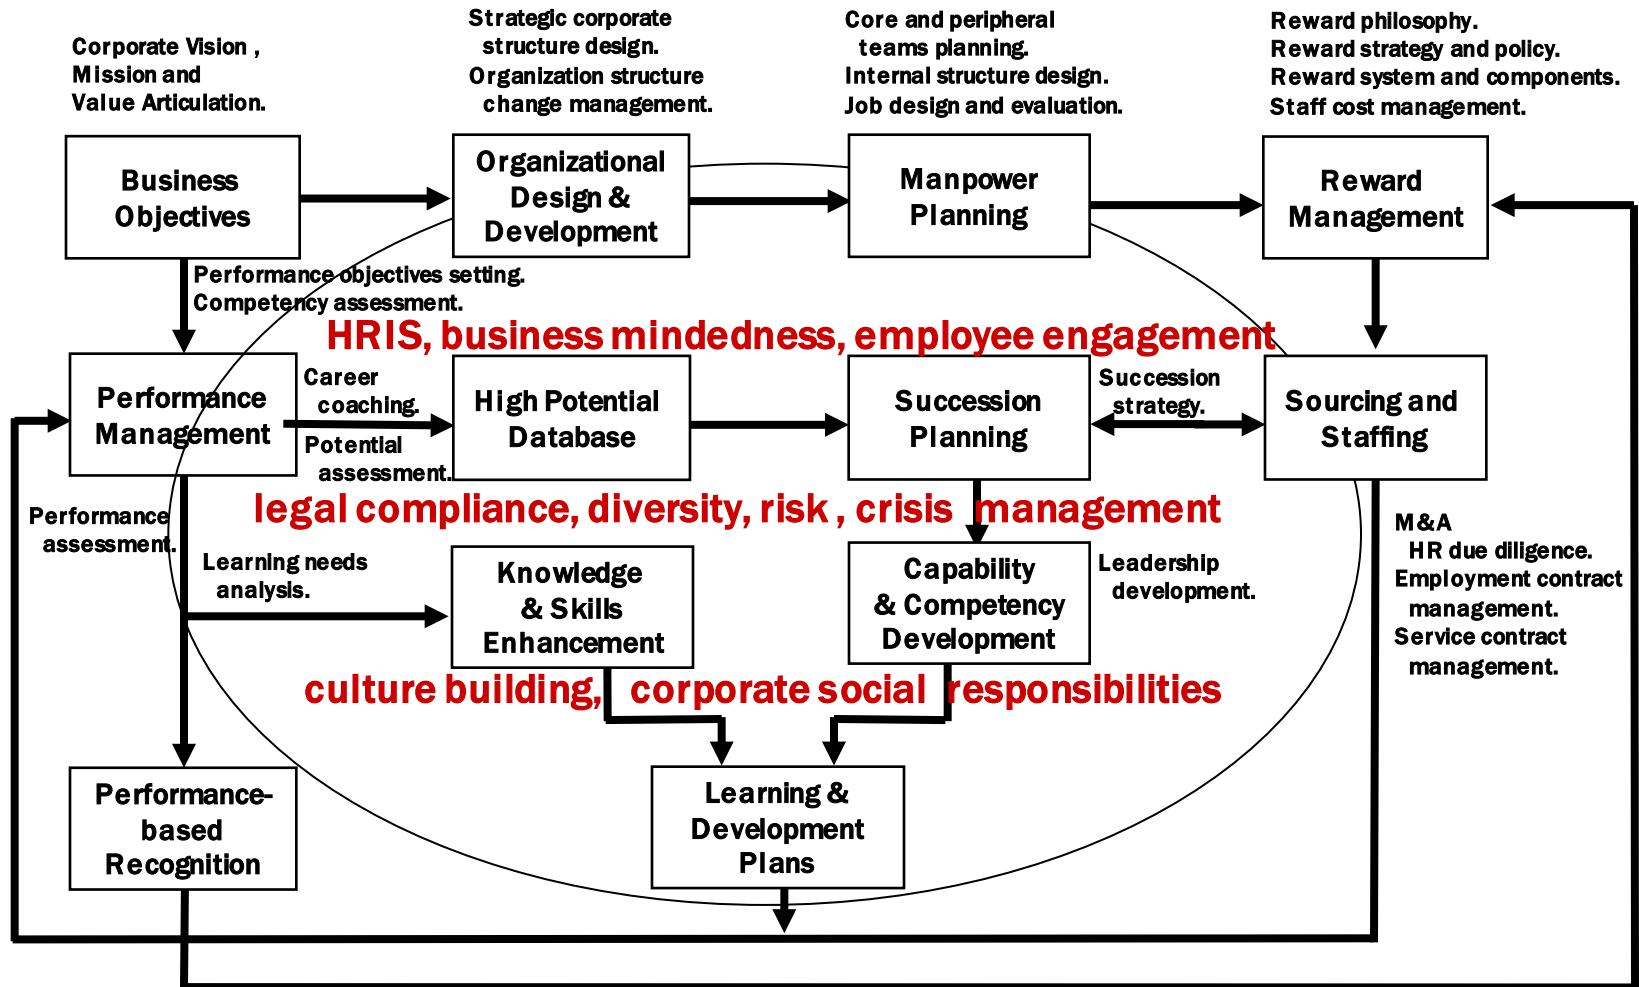 Corporate Vision ,
Mission and
Value Articulation.
Strategic corporate
structure design.
Organization structure
change management.
Core and peripheral
teams planning.
Internal structure design.
Job design and evaluation.
Reward philosophy.
Reward strategy and policy.
Reward system and components.
Staff cost management.
Business
Objectives
Organizational
Design &
Development
Manpower
Planning
Reward
Management
Performance objectives setting.
Competency assessment.
HRIS, business mindedness, employee engagement
Performance
Management
Career
coaching.
Potential
assessment.
High Potential
Database
Succession
Planning
Succession
strategy.
Sourcing and
Staffing
legal compliance, diversity, risk , crisis management
Performance
assessment.
Learning needs
analysis.
Knowledge
& Skills
Enhancement
Capability
& Competency
Development
Leadership
development.
M&A
HR due diligence.
Employment contract
management.
Service contract
management.
culture building, corporate social responsibilities
Performance-
based
Recognition
Learning &
Development
Plans